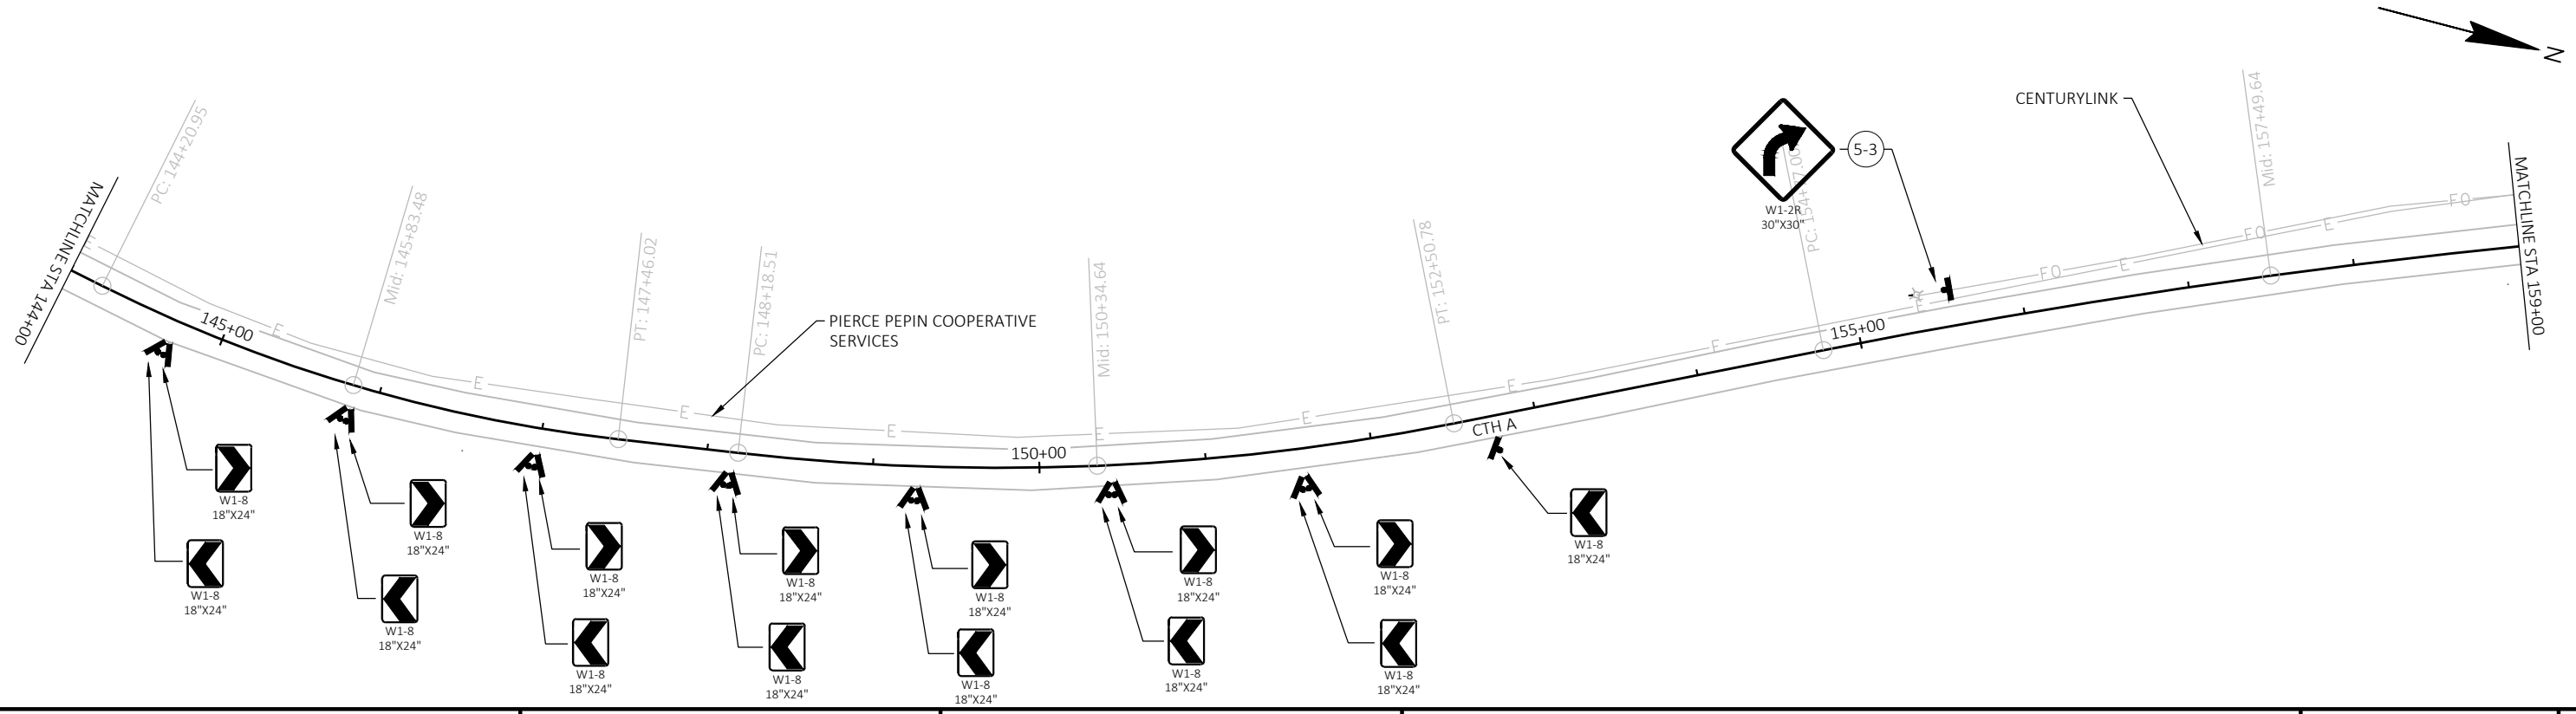 N
MATCHLINE STA 144+00
PC: 144+20.95
Mid: 145+83.48
PT: 147+46.02
PC: 148+18.51
Mid: 150+34.64
PT: 152+50.78
Mid: 157+49.64
MATCHLINE STA 159+00
CENTURYLINK
5-3
W1-2R
30"X30"
PIERCE PEPIN COOPERATIVE
SERVICES
145+00
150+00
155+00
CTH A
E
E
E
E
E
E
E
E
E
E
E
E
FO
FO
FO
W1-8
18"X24"
W1-8
18"X24"
W1-8
18"X24"
W1-8
18"X24"
W1-8
18"X24"
W1-8
18"X24"
W1-8
18"X24"
W1-8
18"X24"
W1-8
18"X24"
W1-8
18"X24"
W1-8
18"X24"
W1-8
18"X24"
W1-8
18"X24"
W1-8
18"X24"
W1-8
18"X24"